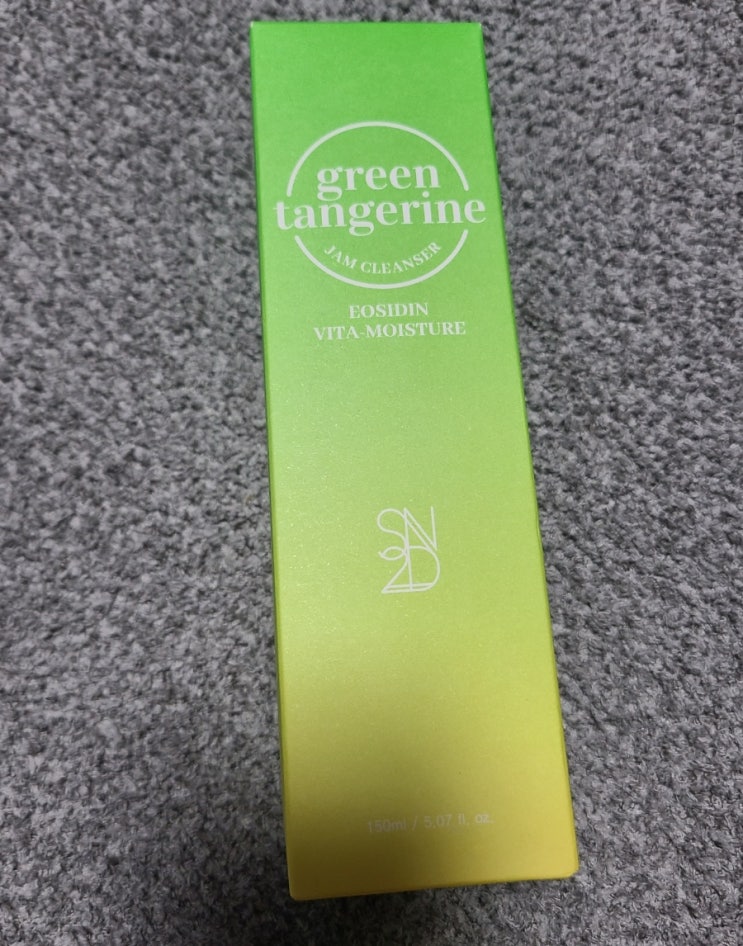 green
tangerine
JAM CLEANSER
EOSIDIN
VITA-MOISTURE
150ml / 5.07 fl. oz.